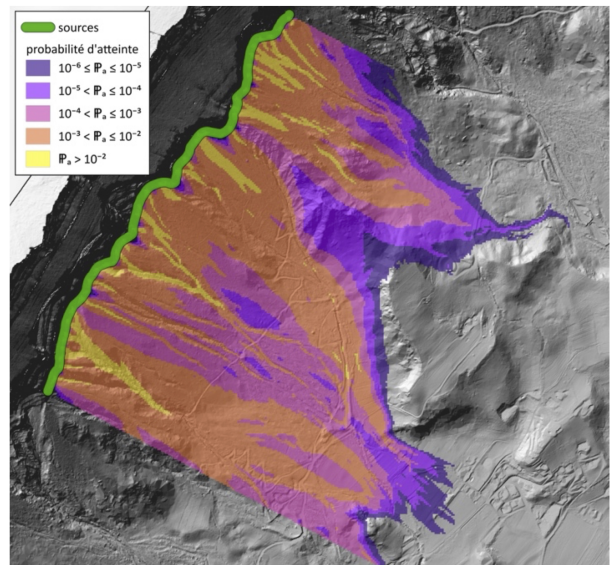 sources
probabilité d'atteinte
10⁻⁶ ≤ ℙₐ ≤ 10⁻⁵
10⁻⁵ < ℙₐ ≤ 10⁻⁴
10⁻⁴ < ℙₐ ≤ 10⁻³
10⁻³ < ℙₐ ≤ 10⁻²
ℙₐ > 10⁻²